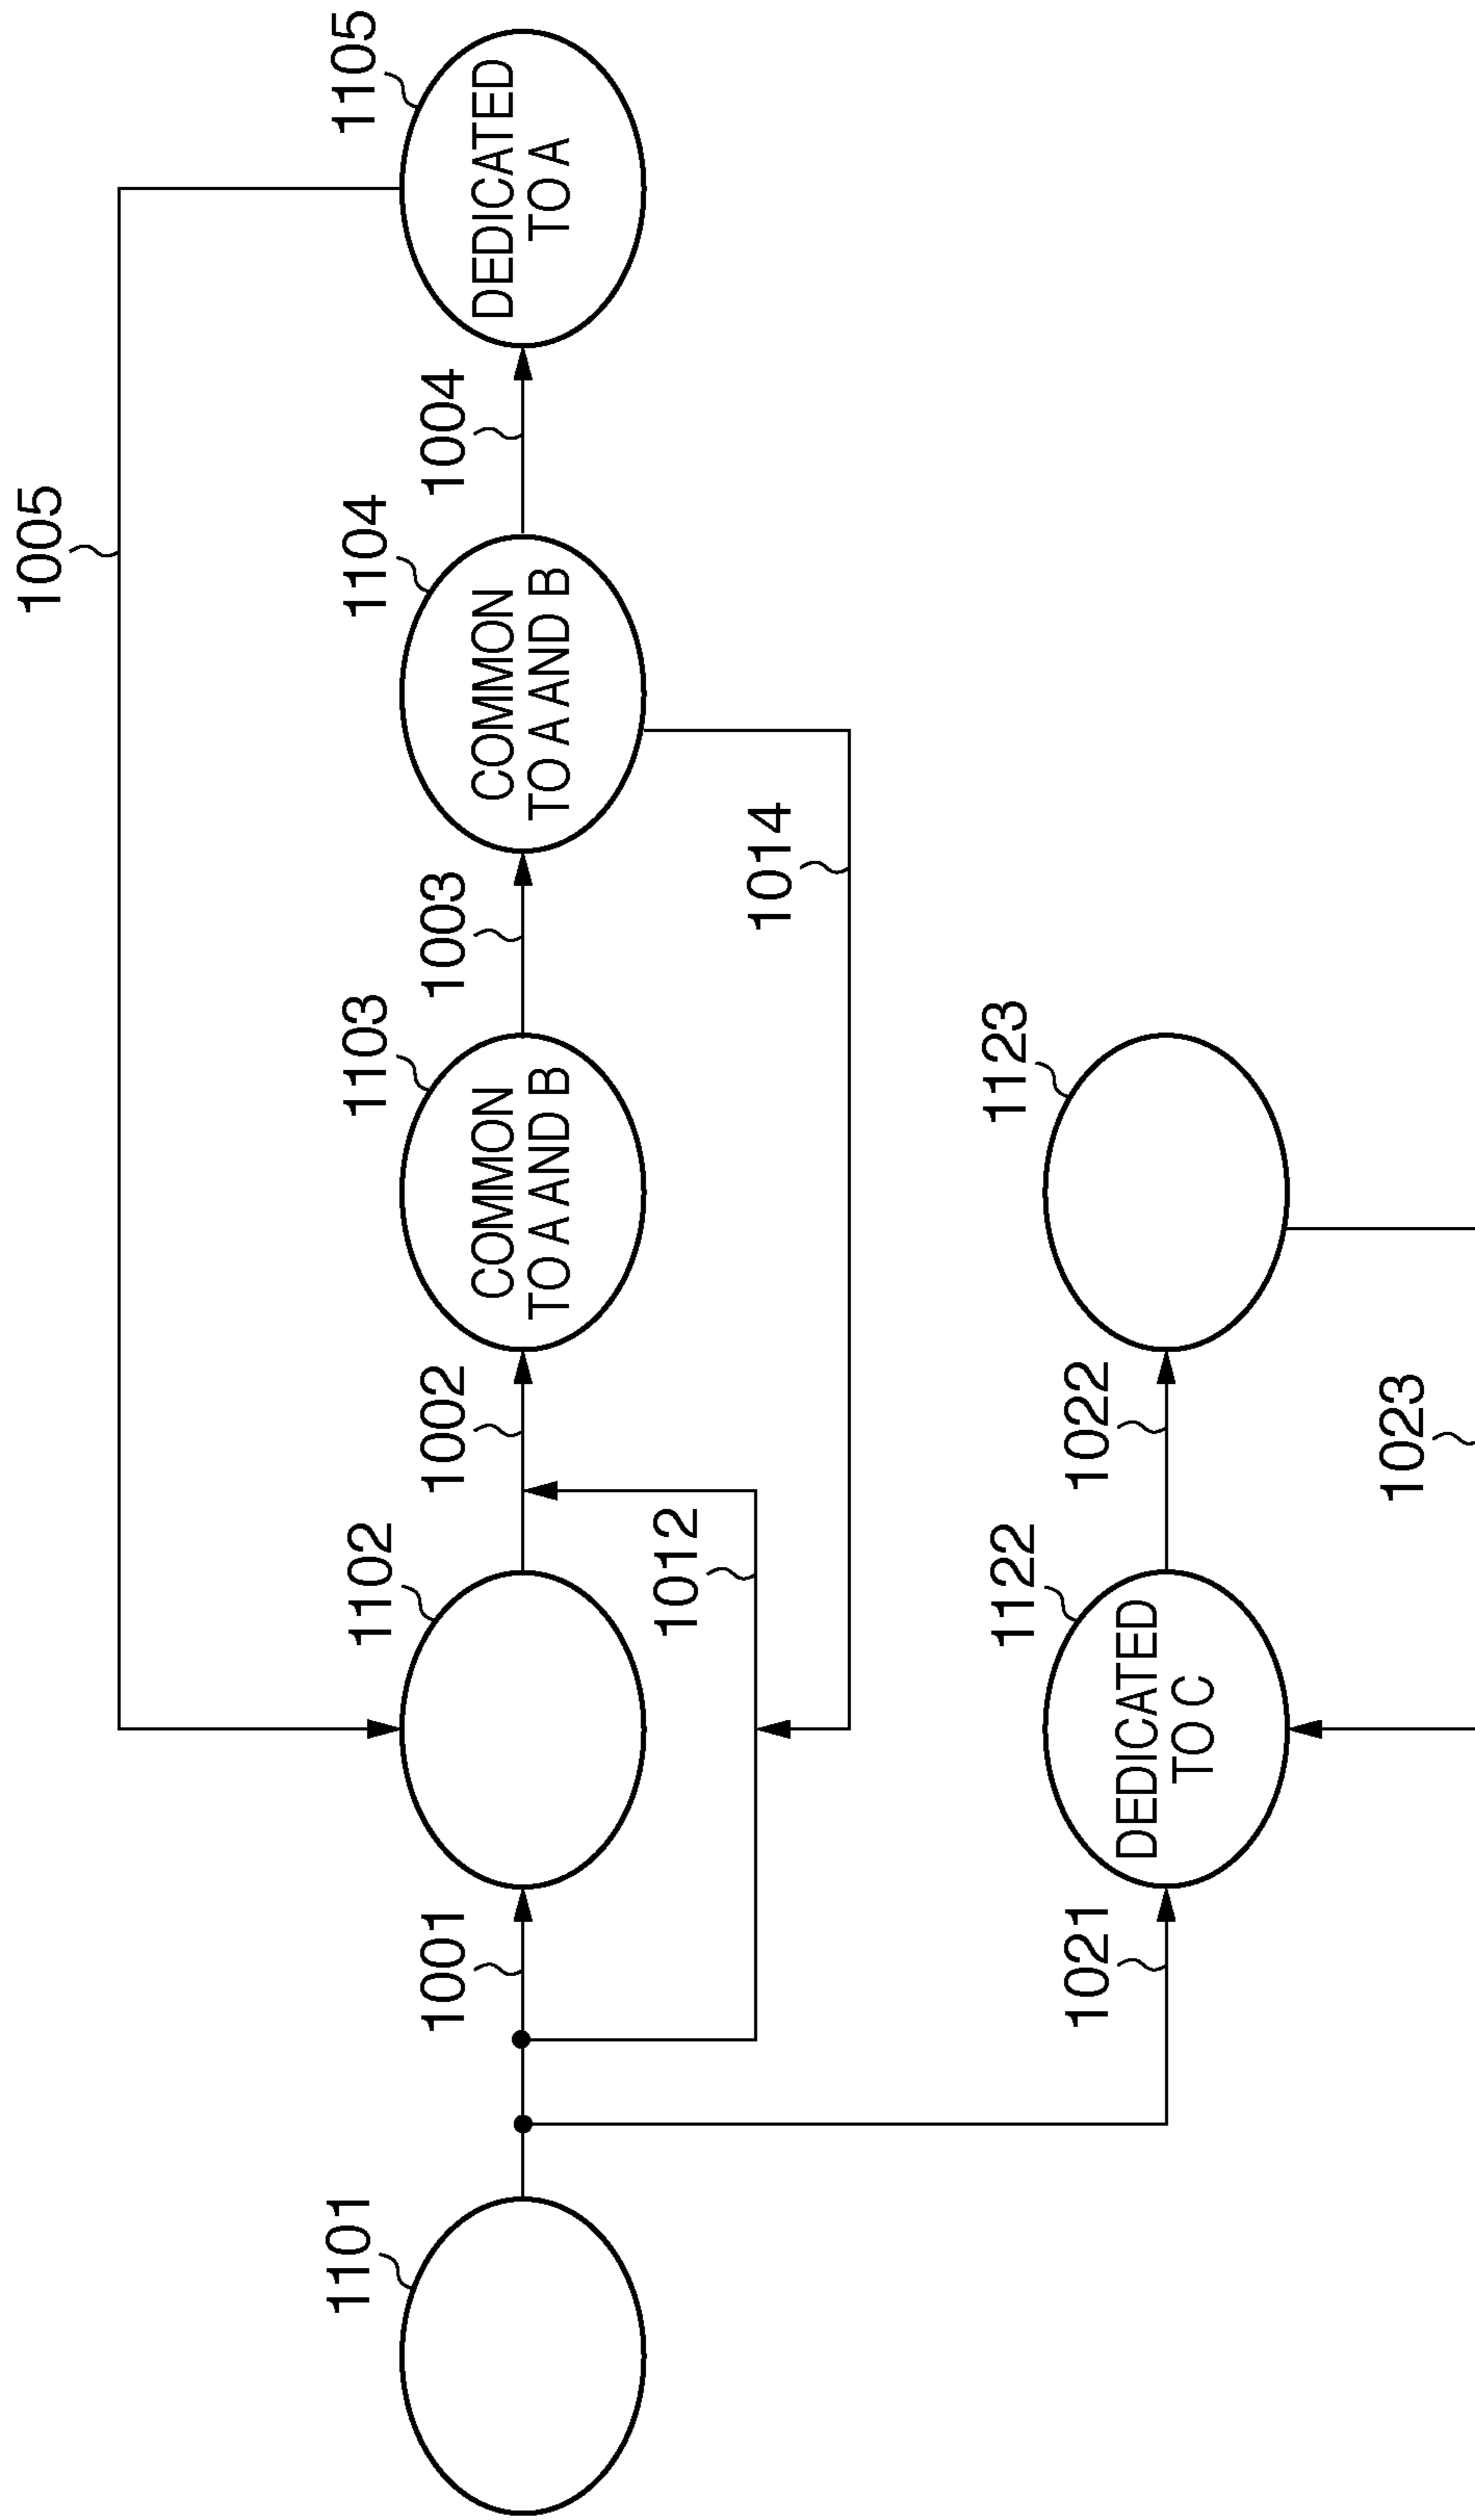 1005
1101
1001
1102
1002
1103
COMMON
TO A AND B
1003
1104
COMMON
TO A AND B
1004
1105
DEDICATED
TO A
1012
1014
1021
1122
DEDICATED
TO C
1022
1123
1023